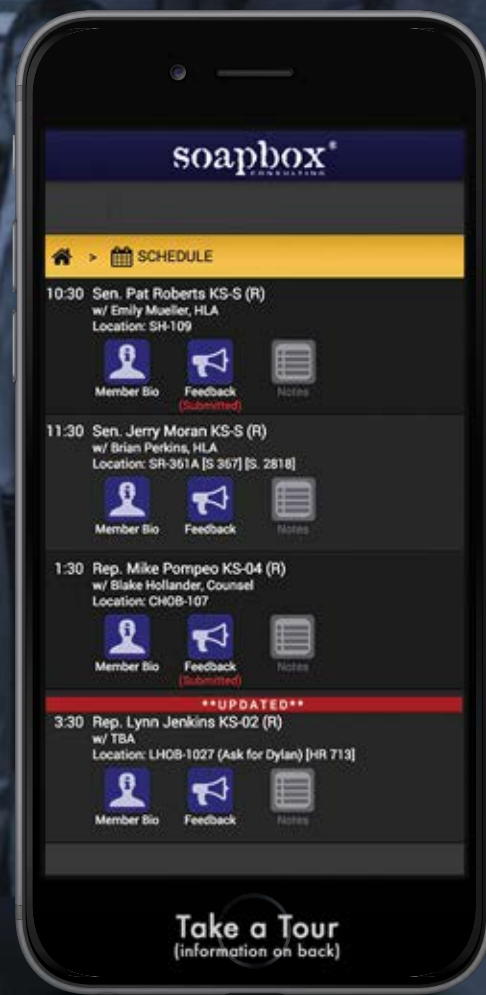 soapbox®
CONSULTING
> SCHEDULE
10:30 Sen. Pat Roberts KS-S (R)
w/ Emily Mueller, HLA
Location: SH-109
Member Bio Feedback Notes
(Submitted)
11:30 Sen. Jerry Moran KS-S (R)
w/ Brian Perkins, HLA
Location: SR-361A [S 367] [S. 2818]
Member Bio Feedback Notes
1:30 Rep. Mike Pompeo KS-04 (R)
w/ Blake Hollander, Counsel
Location: CHOB-107
Member Bio Feedback Notes
(Submitted)
**UPDATED**
3:30 Rep. Lynn Jenkins KS-02 (R)
w/ TBA
Location: LHOB-1027 (Ask for Dylan) [HR 713]
Member Bio Feedback Notes
Take a Tour
(information on back)